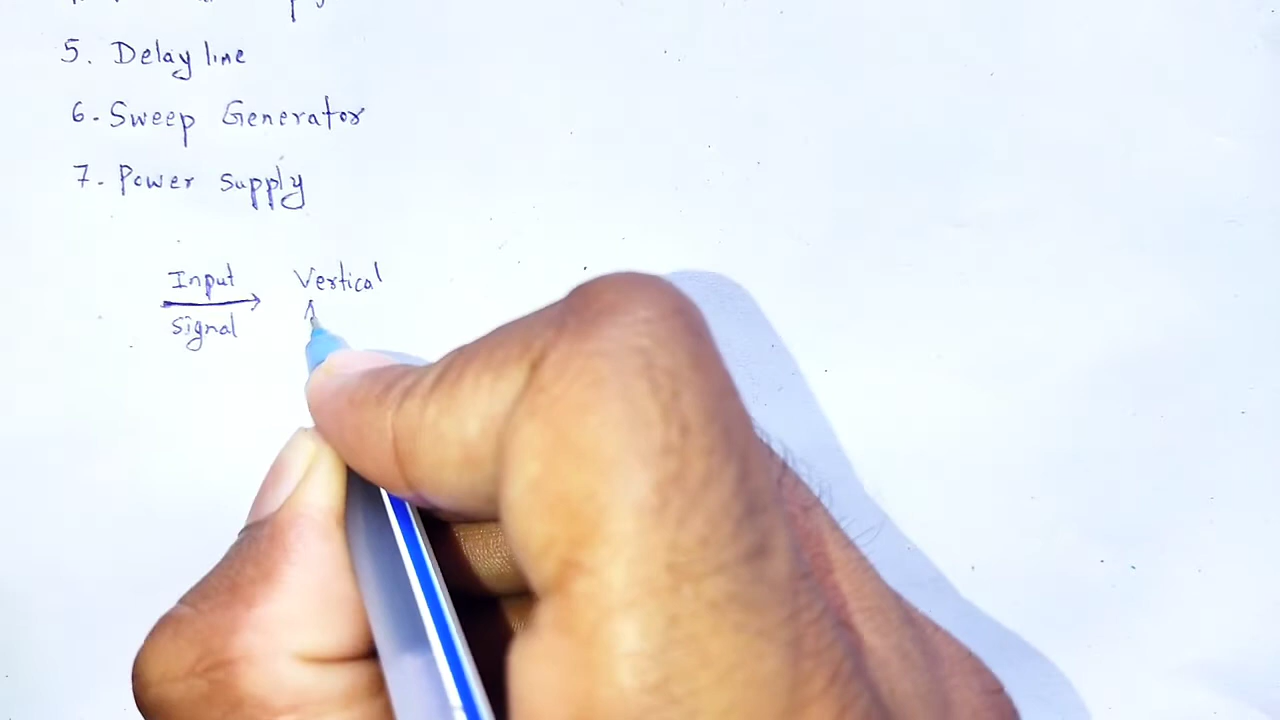 5. Delay line
6. Sweep Generator
7. Power Supply
Input Vertical
Signal